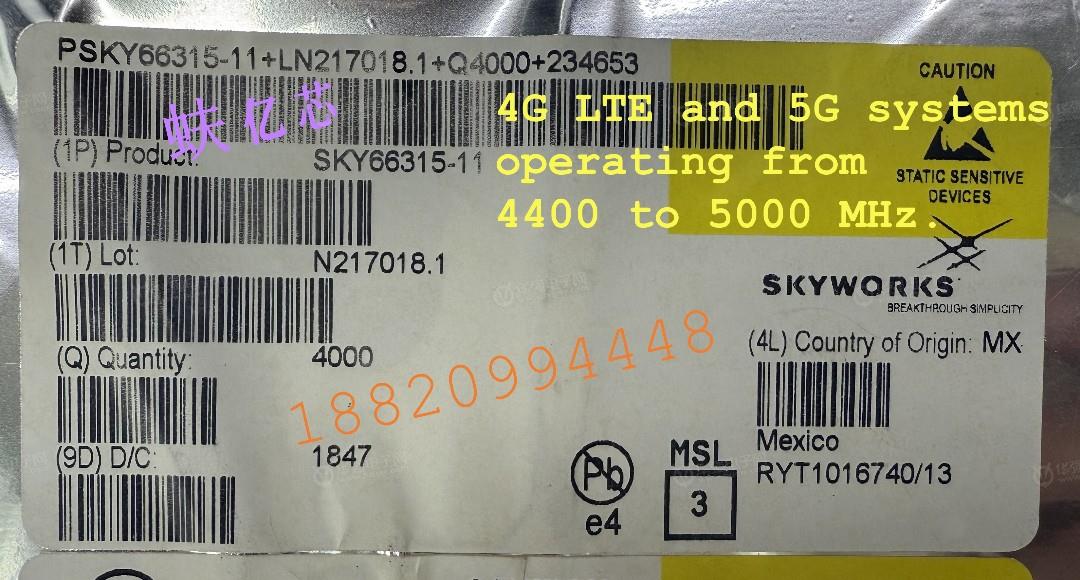 PSKY66315-11+LN217018.1+Q4000+234653
蚨亿芯
4G LTE and 5G systems
operating from
4400 to 5000 MHz.
CAUTION
STATIC SENSITIVE
DEVICES
(1P) Product: SKY66315-11
(1T) Lot: N217018.1
SKYWORKS
BREAKTHROUGH SIMPLICITY
(Q) Quantity: 4000
18820994448
(4L) Country of Origin: MX
(9D) D/C: 1847
Pb
e4
MSL
3
Mexico
RYT1016740/13